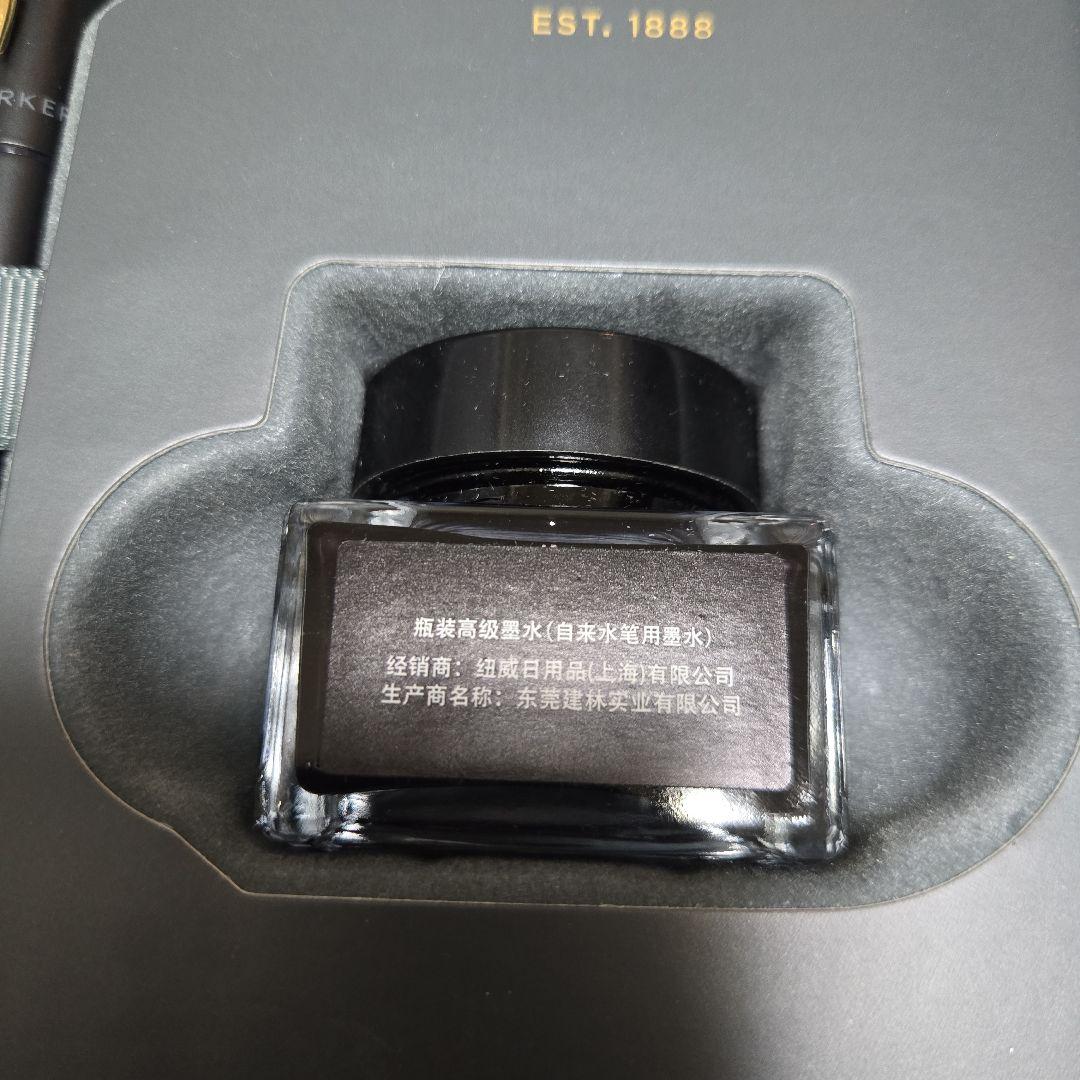 EST. 1888
RKER
瓶装高级墨水(自来水笔用墨水)
经销商：纽威日用品(上海)有限公司
生产商名称：东莞建林实业有限公司